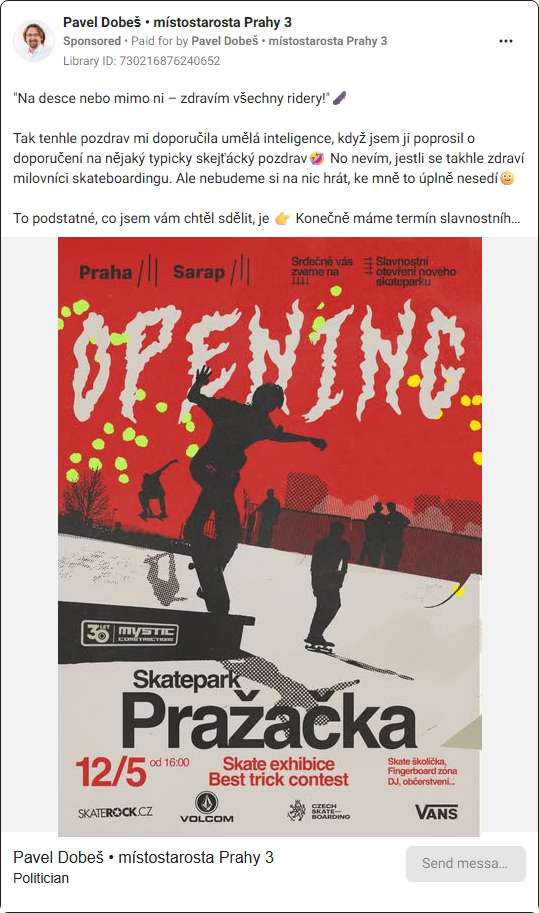 Pavel Dobeš • místostarosta Prahy 3
Sponsored • Paid for by Pavel Dobeš • místostarosta Prahy 3
Library ID: 730216876240652
"Na desce nebo mimo ni – zdravím všechny ridery!"🛹
Tak tenhle pozdrav mi doporučila umělá inteligence, když jsem ji poprosil o
doporučení na nějaký typicky skejťácký pozdrav🤣 No nevím, jestli se takhle zdraví
milovníci skateboardingu. Ale nebudeme si na nic hrát, ke mně to úplně nesedí🤪
To podstatné, co jsem vám chtěl sdělit, je 👉 Konečně máme termín slavnostníh...
Praha Sarap
Srdečně vás
zveme na
Slavnostní
otevření nového
skateparku
OPENING
30 LET MYSTIC
CONSTRUCTIONS
Skatepark
Pražačka
12/5 od 16:00
Skate exhibice
Best trick contest
Skate školička,
Fingerboard zóna
DJ, občerstvení...
SKATEROCK.CZ
VOLCOM
CZECH
SKATE—
BOARDING
VANS
Pavel Dobeš • místostarosta Prahy 3
Politician
Send messa...